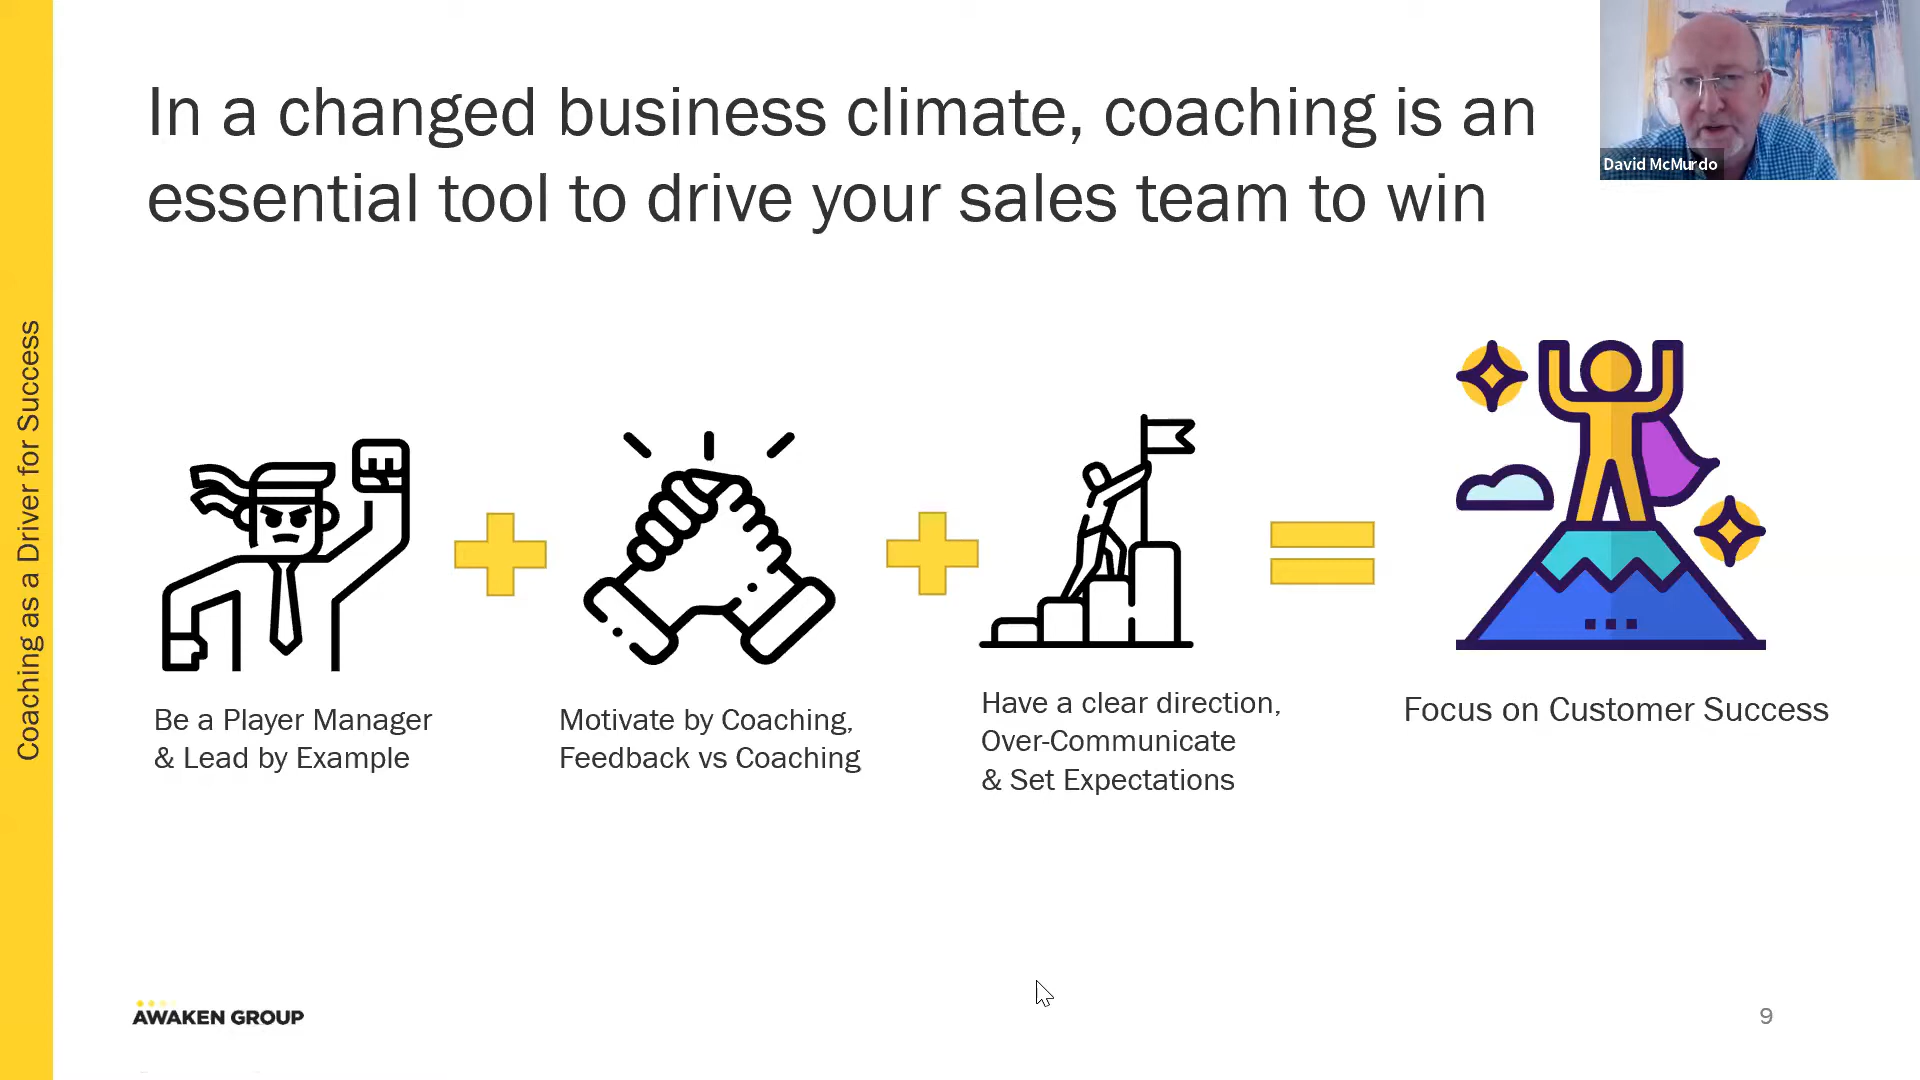 In a changed business climate, coaching is an
essential tool to drive your sales team to win
David McMurdo
Coaching as a Driver for Success
Be a Player Manager
& Lead by Example
Motivate by Coaching,
Feedback vs Coaching
Have a clear direction,
Over-Communicate
& Set Expectations
Focus on Customer Success
AWAKEN GROUP
9